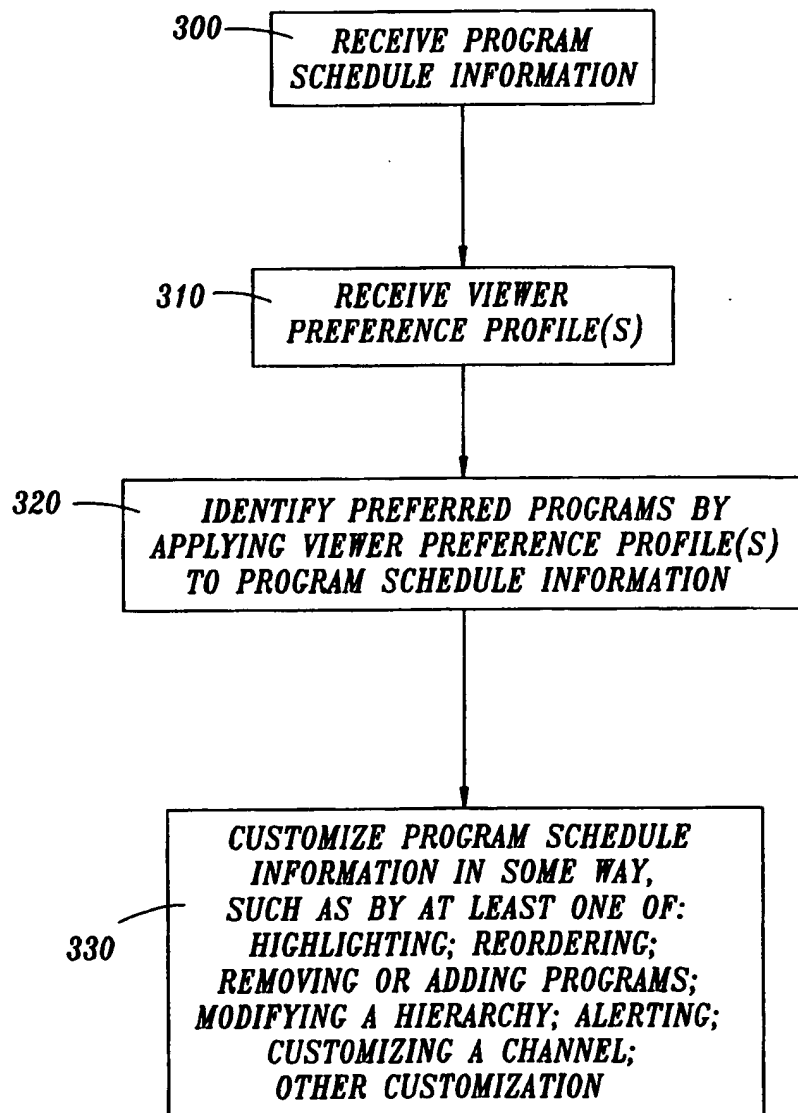 300
RECEIVE PROGRAM
SCHEDULE INFORMATION
310
RECEIVE VIEWER
PREFERENCE PROFILE(S)
320
IDENTIFY PREFERRED PROGRAMS BY
APPLYING VIEWER PREFERENCE PROFILE(S)
TO PROGRAM SCHEDULE INFORMATION
330
CUSTOMIZE PROGRAM SCHEDULE
INFORMATION IN SOME WAY,
SUCH AS BY AT LEAST ONE OF:
HIGHLIGHTING; REORDERING;
REMOVING OR ADDING PROGRAMS;
MODIFYING A HIERARCHY; ALERTING;
CUSTOMIZING A CHANNEL;
OTHER CUSTOMIZATION